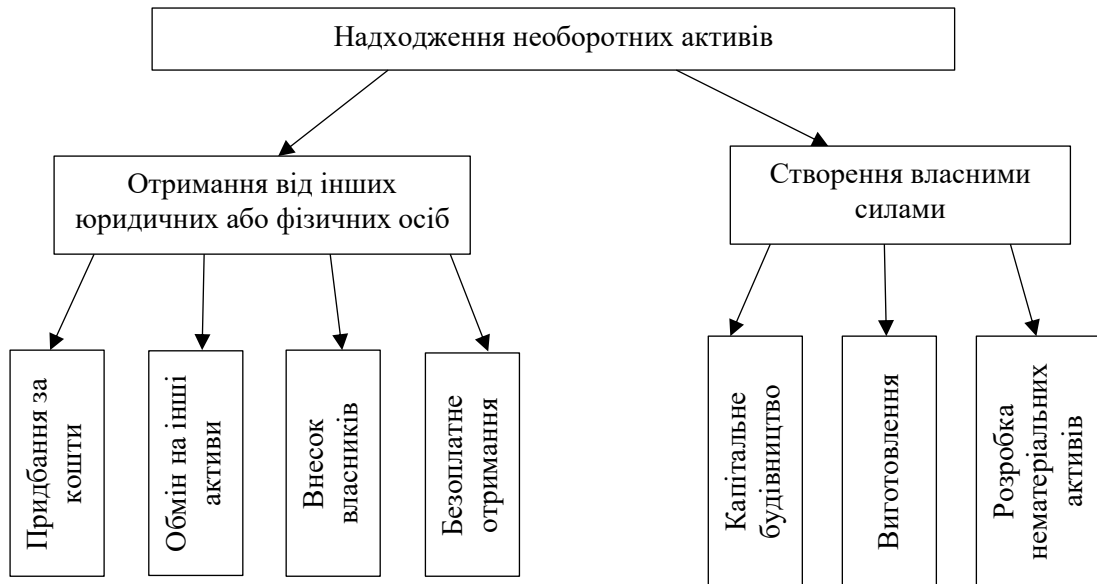 Надходження необоротних активів
Отримання від інших
юридичних або фізичних осіб
Створення власними
силами
Придбання за
кошти
Обмін на інші
активи
Внесок
власників
Безоплатне
отримання
Капітальне
будівництво
Виготовлення
Розробка
нематеріальних
активів